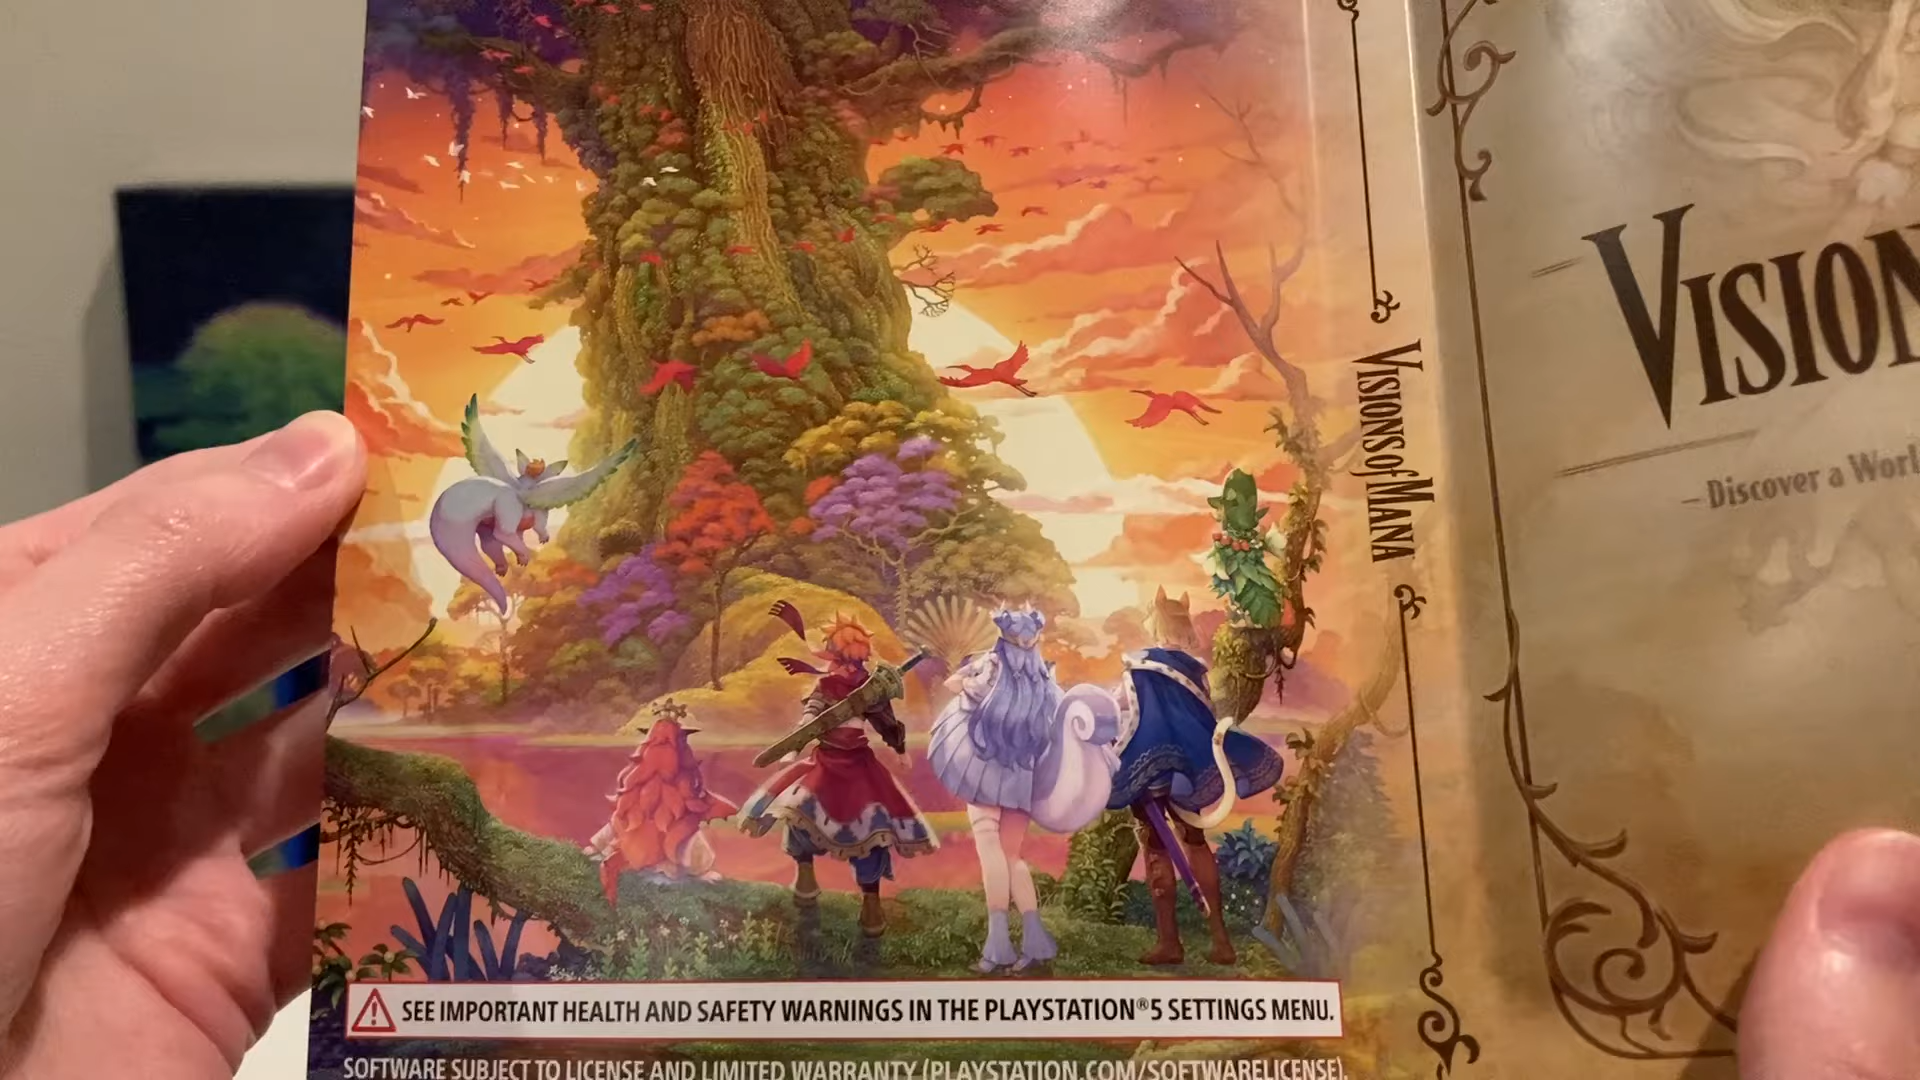 SEE IMPORTANT HEALTH AND SAFETY WARNINGS IN THE PLAYSTATION®5 SETTINGS MENU.
SOFTWARE SUBJECT TO LICENSE AND LIMITED WARRANTY (PLAYSTATION.COM/SOFTWARELICENSE).
VISIONS of MANA
VISION
– Discover a Worl